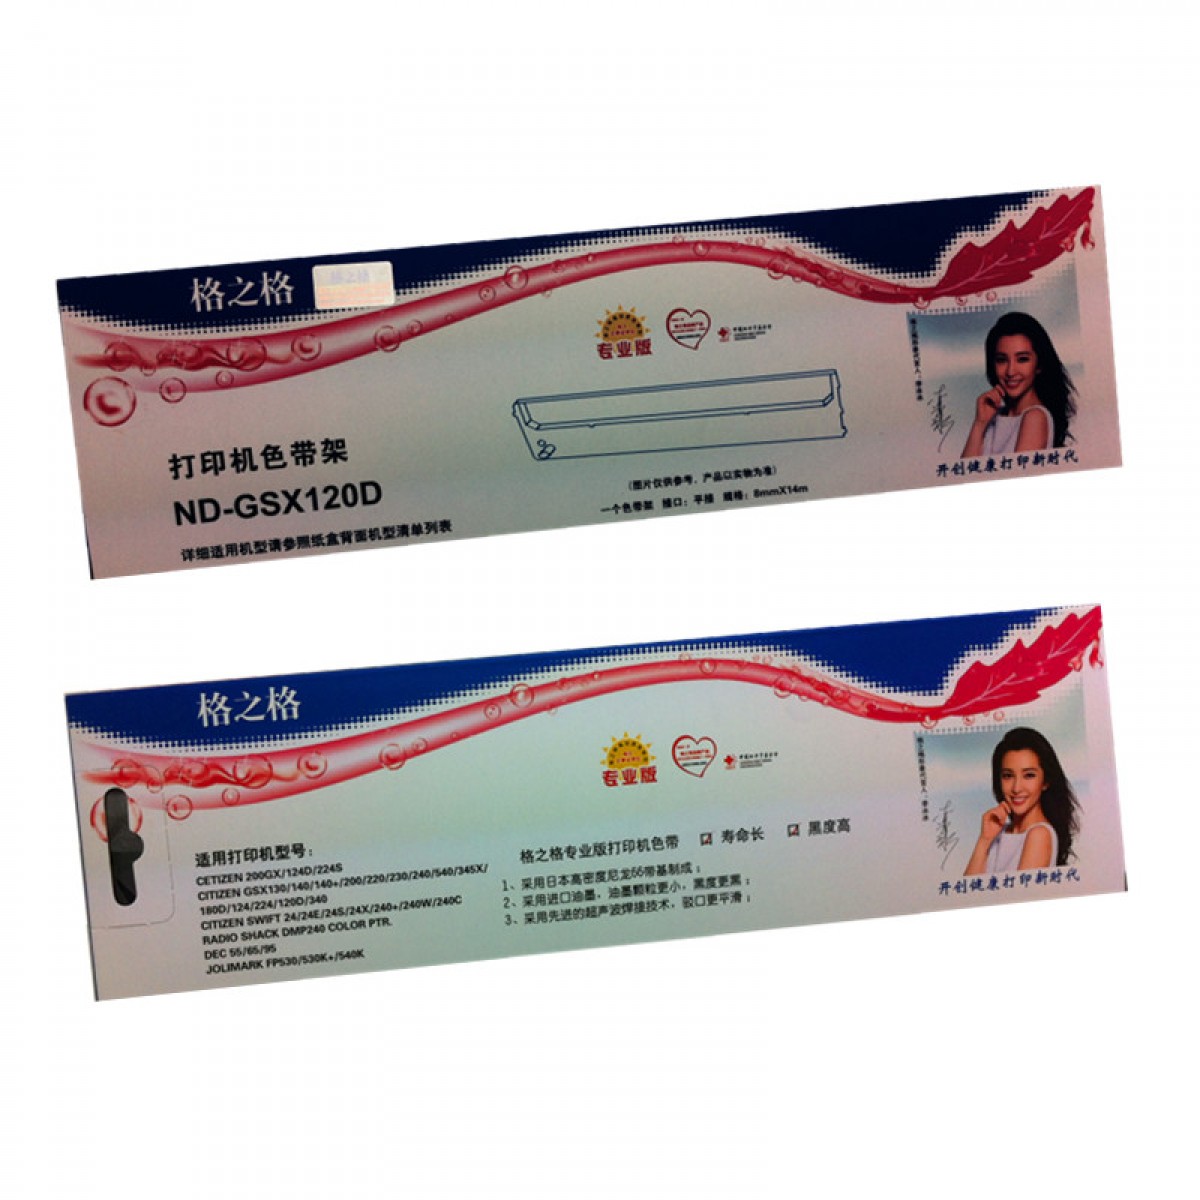 格之格
专业版
打印机色带架
ND-GSX120D
详细适用机型请参照纸盒背面机型清单列表
(图片仅供参考，产品以实物为准)
一个色带架 接口：平接 规格：8mmX14m
开创健康打印新时代
格之格
专业版
适用打印机型号：
CETIZEN 200GX/124D/224S
CITIZEN GSX130/140/140+/200/220/230/240/540/345X/
180D/124/224/120D/340
CITIZEN SWIFT 24/24E/24S/24X/240+/240W/240C
RADIO SHACK DMP240 COLOR PTR.
DEC 55/65/95
JOLIMARK FP530/530K+/540K
格之格专业版打印机色带 寿命长 黑度高
1、采用日本高密度尼龙66带基制成；
2、采用进口油墨，油墨颗粒更小，黑度更黑；
3、采用先进的超声波焊接技术，驳口更平滑；
开创健康打印新时代